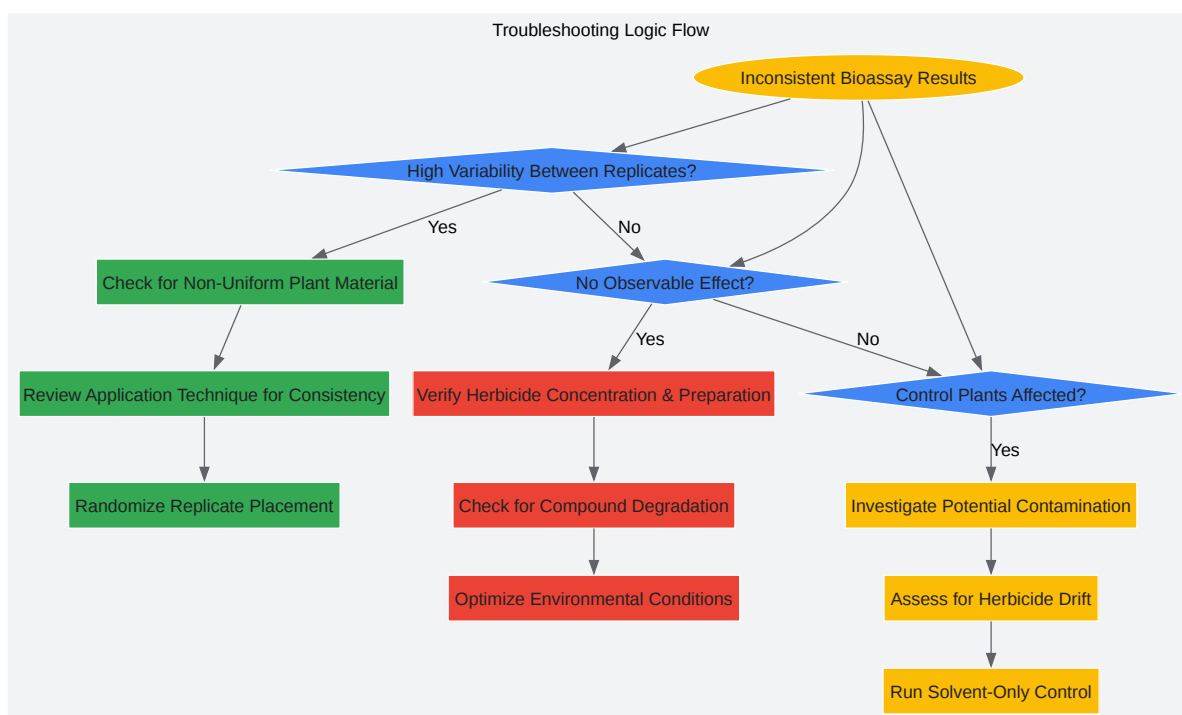 Troubleshooting Logic Flow
Inconsistent Bioassay Results
High Variability Between Replicates?
Yes
No
Check for Non-Uniform Plant Material
No Observable Effect?
Yes
No
Review Application Technique for Consistency
Verify Herbicide Concentration & Preparation
Control Plants Affected?
Yes
Randomize Replicate Placement
Check for Compound Degradation
Investigate Potential Contamination
Optimize Environmental Conditions
Assess for Herbicide Drift
Run Solvent-Only Control